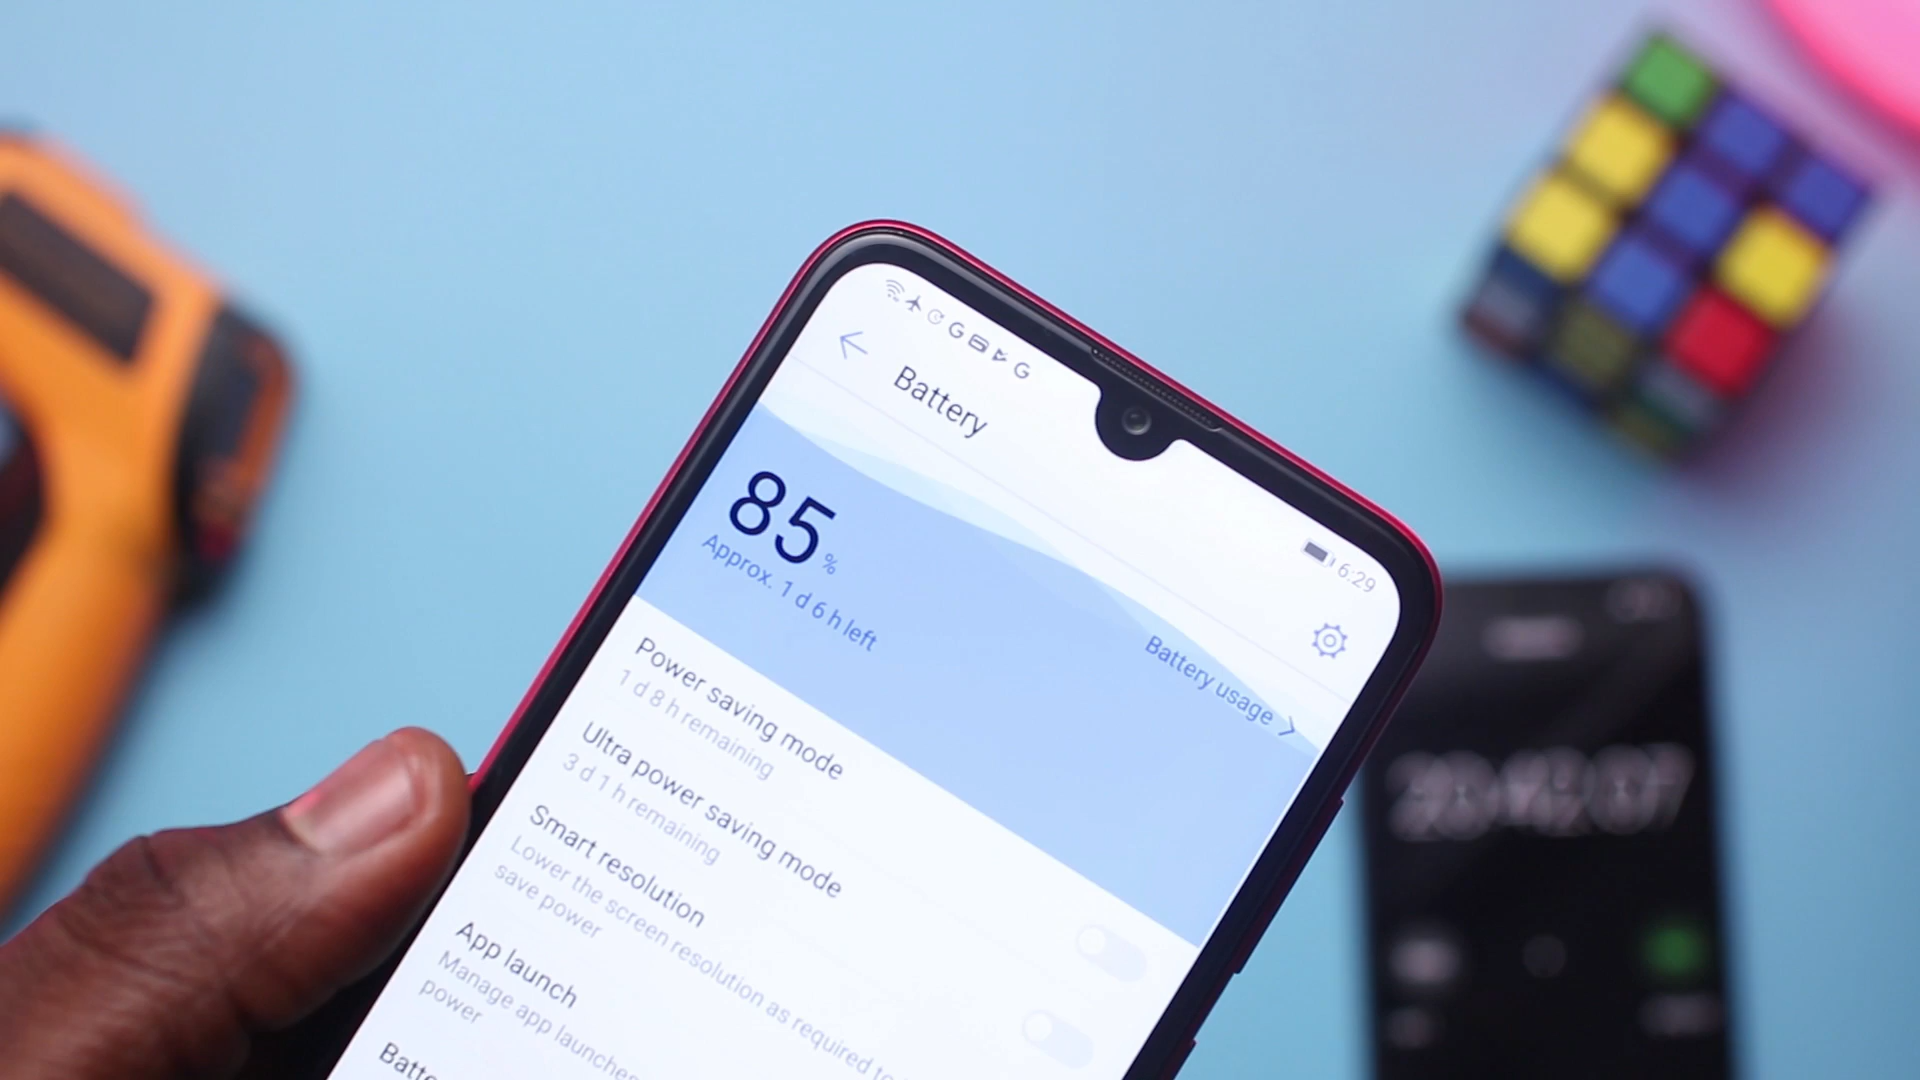 6:29
Battery
85%
Approx. 1 d 6 h left
Battery usage
Power saving mode
1 d 8 h remaining
Ultra power saving mode
3 d 1 h remaining
Smart resolution
Lower the screen resolution as required to
save power
App launch
Manage app launches
power